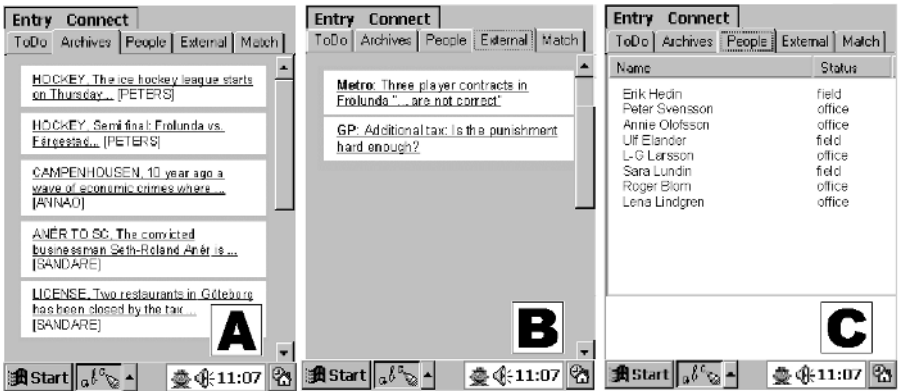 Entry Connect
ToDo Archives People External Match
HOCKEY, The ice hockey league starts
on Thursday... [PETERS]
HOCKEY, Semifinal: Frolunda vs.
Färgestad... [PETERS]
CAMPENHOUSEN, 10 year ago a
wave of economic crimes where ...
[ANNAO]
ANÉR TO SC, The convicted
businessman Seth-Roland Anér is ...
[SANDARE]
LICENSE, Two restaurants in Göteborg
has been closed by the tax ...
[SANDARE]
A
Start
11:07
Entry Connect
ToDo Archives People External Match
Metro: Three player contracts in
Frolunda "... are not correct"
GP: Additional tax: Is the punishment
hard enough?
B
Start
11:07
Entry Connect
ToDo Archives People External Match
Name Status
Erik Hedin field
Peter Svensson office
Annie Olofsson office
Ulf Elander field
L-G Larsson office
Sara Lundin field
Roger Blom office
Lena Lindgren office
C
Start
11:07